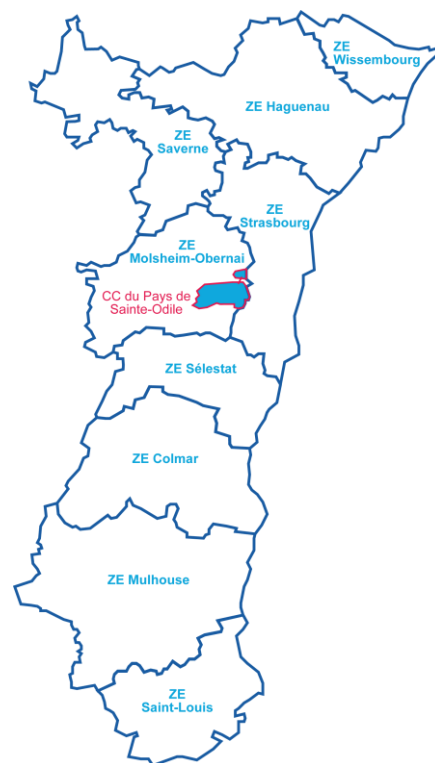 ZE
Wissembourg
ZE Haguenau
ZE
Saverne
ZE
Strasbourg
ZE
Molsheim-Obernai
CC du Pays de
Sainte-Odile
ZE Sélestat
ZE Colmar
ZE Mulhouse
ZE
Saint-Louis